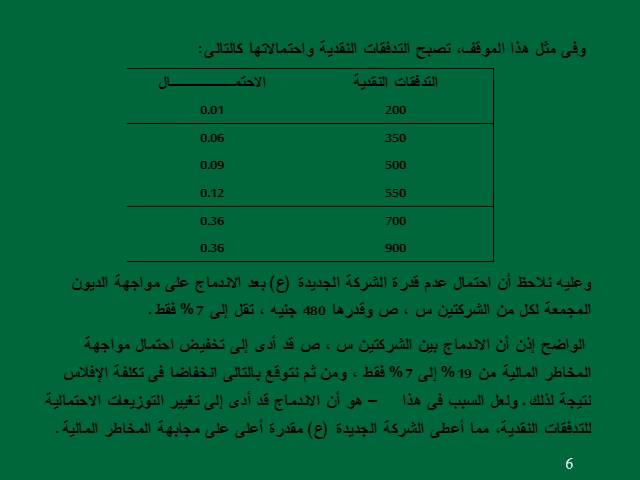 وفى مثل هذا الموقف، تصبح التدفقات النقدية واحتمالاتها كالتالى:
التدفقات النقدية الاحتمـــــــــــــال
200 0.01
350 0.06
500 0.09
550 0.12
700 0.36
900 0.36
وعليه نلاحظ أن احتمال عدم قدرة الشركة الجديدة (ع) بعد الاندماج على مواجهة الديون
المجمعة لكل من الشركتين س ، ص وقدرها 480 جنيه ، تقل إلى 7% فقط.
الواضح إذن أن الاندماج بين الشركتين س ، ص قد أدى إلى تخفيض احتمال مواجهة
المخاطر المالية من 19% إلى 7% فقط ، ومن ثم نتوقع بالتالى انخفاضا فى تكلفة الإفلاس
نتيجة لذلك. ولعل السبب فى هذا – هو أن الاندماج قد أدى إلى تغيير التوزيعات الاحتمالية
للتدفقات النقدية، مما أعطى الشركة الجديدة (ع) مقدرة أعلى على مجابهة المخاطر المالية.
6